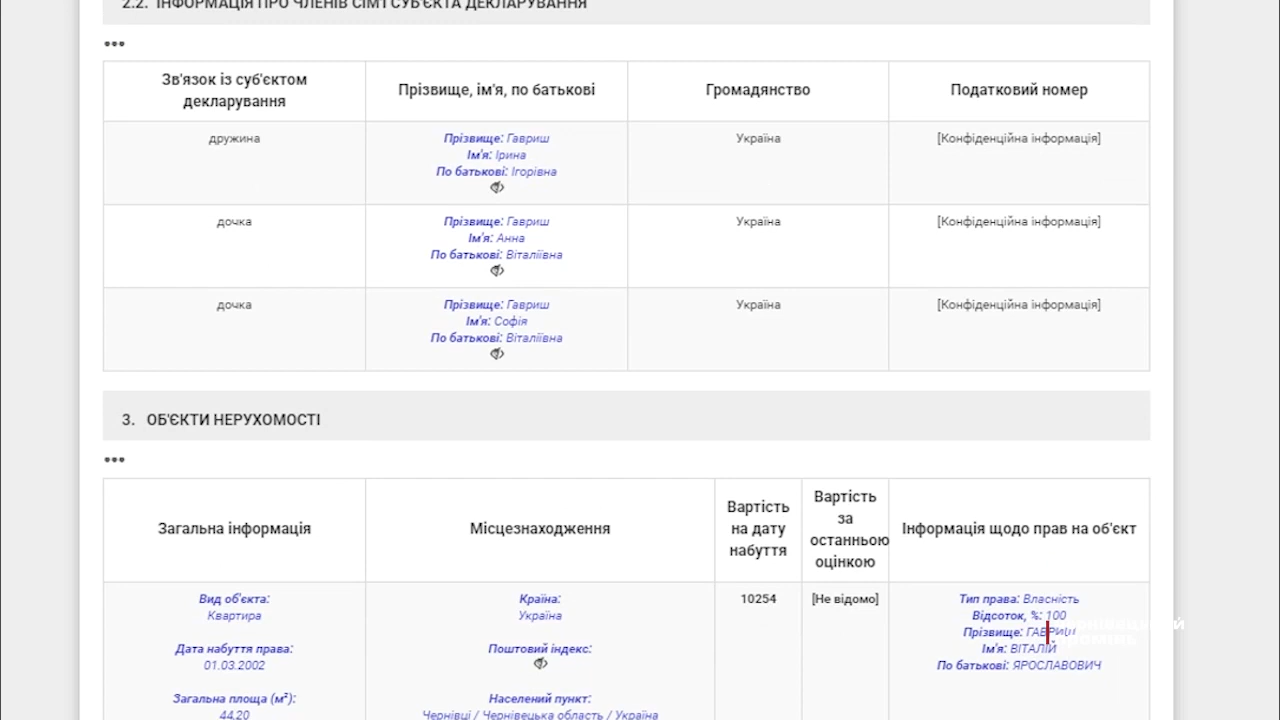 2.2. ІНФОРМАЦІЯ ПРО ЧЛЕНІВ СІМ'Ї СУБ'ЄКТА ДЕКЛАРУВАННЯ
Зв'язок із суб'єктом
декларування
Прізвище, ім'я, по батькові
Громадянство
Податковий номер
дружина
Прізвище: Гавриш
Ім'я: Ірина
По батькові: Ігорівна
Україна
[Конфіденційна інформація]
дочка
Прізвище: Гавриш
Ім'я: Анна
По батькові: Віталіївна
Україна
[Конфіденційна інформація]
дочка
Прізвище: Гавриш
Ім'я: Софія
По батькові: Віталіївна
Україна
[Конфіденційна інформація]
3. ОБ'ЄКТИ НЕРУХОМОСТІ
Загальна інформація
Місцезнаходження
Вартість
на дату
набуття
Вартість
за
останньою
оцінкою
Інформація щодо прав на об'єкт
Вид об'єкта:
Квартира
Дата набуття права:
01.03.2002
Загальна площа (м²):
44,20
Країна:
Україна
Поштовий індекс:
Населений пункт:
Чернівці / Чернівецька область / Україна
10254
[Не відомо]
Тип права: Власність
Відсоток, %: 100
Прізвище: ГАВРИШ
Ім'я: ВІТАЛІЙ
По батькові: ЯРОСЛАВОВИЧ